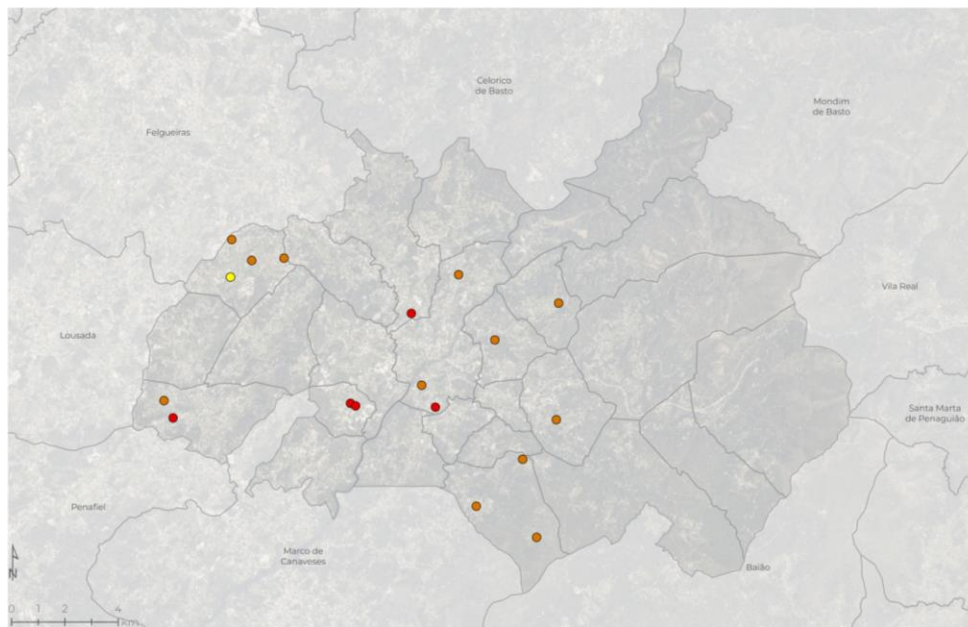 Celorico
de Basto
Mondim
de Basto
Felgueiras
Vila Real
Lousada
Santa Marta
de Penaguião
Penafiel
Marco de
Canaveses
Baião
N
0 1 2 4
km